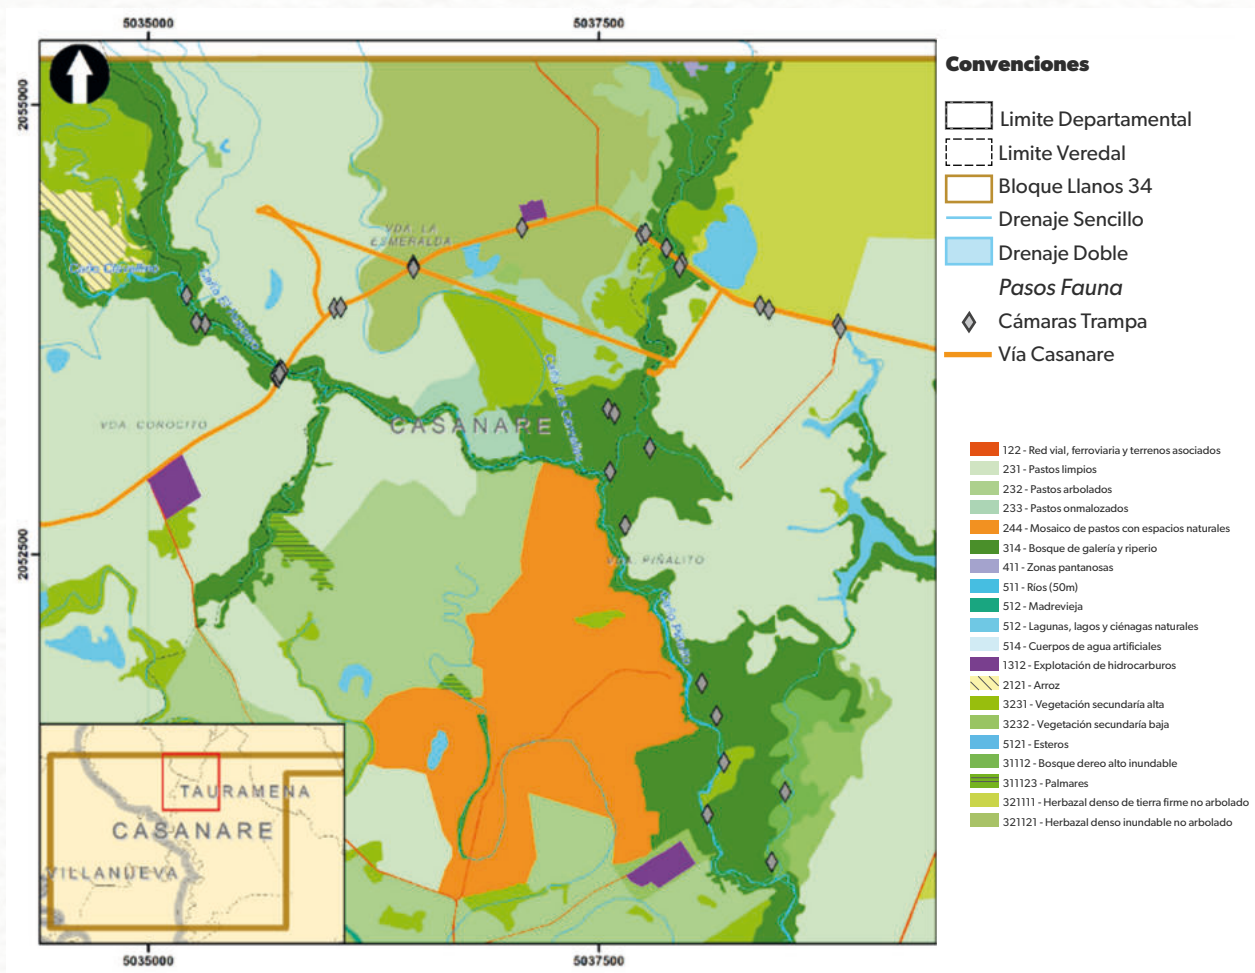 5035000
5037500
2055000
2052500
VDA. LA
ESMERALDA
VDA. COROCITO
CASANARE
VDA. PIÑALITO
Caño Piñalito
TAURAMENA
CASANARE
VILLANUEVA
5035000
5037500
Convenciones
Limite Departamental
Limite Veredal
Bloque Llanos 34
Drenaje Sencillo
Drenaje Doble
Pasos Fauna
Cámaras Trampa
Vía Casanare
122 - Red vial, ferroviaria y terrenos asociados
231 - Pastos limpios
232 - Pastos arbolados
233 - Pastos onmalozados
244 - Mosaico de pastos con espacios naturales
314 - Bosque de galería y riperio
411 - Zonas pantanosas
511 - Ríos (50m)
512 - Madrevieja
512 - Lagunas, lagos y ciénagas naturales
514 - Cuerpos de agua artificiales
1312 - Explotación de hidrocarburos
2121 - Arroz
3231 - Vegetación secundaría alta
3232 - Vegetación secundaría baja
5121 - Esteros
31112 - Bosque dereo alto inundable
311123 - Palmares
321111 - Herbazal denso de tierra firme no arbolado
321121 - Herbazal denso inundable no arbolado